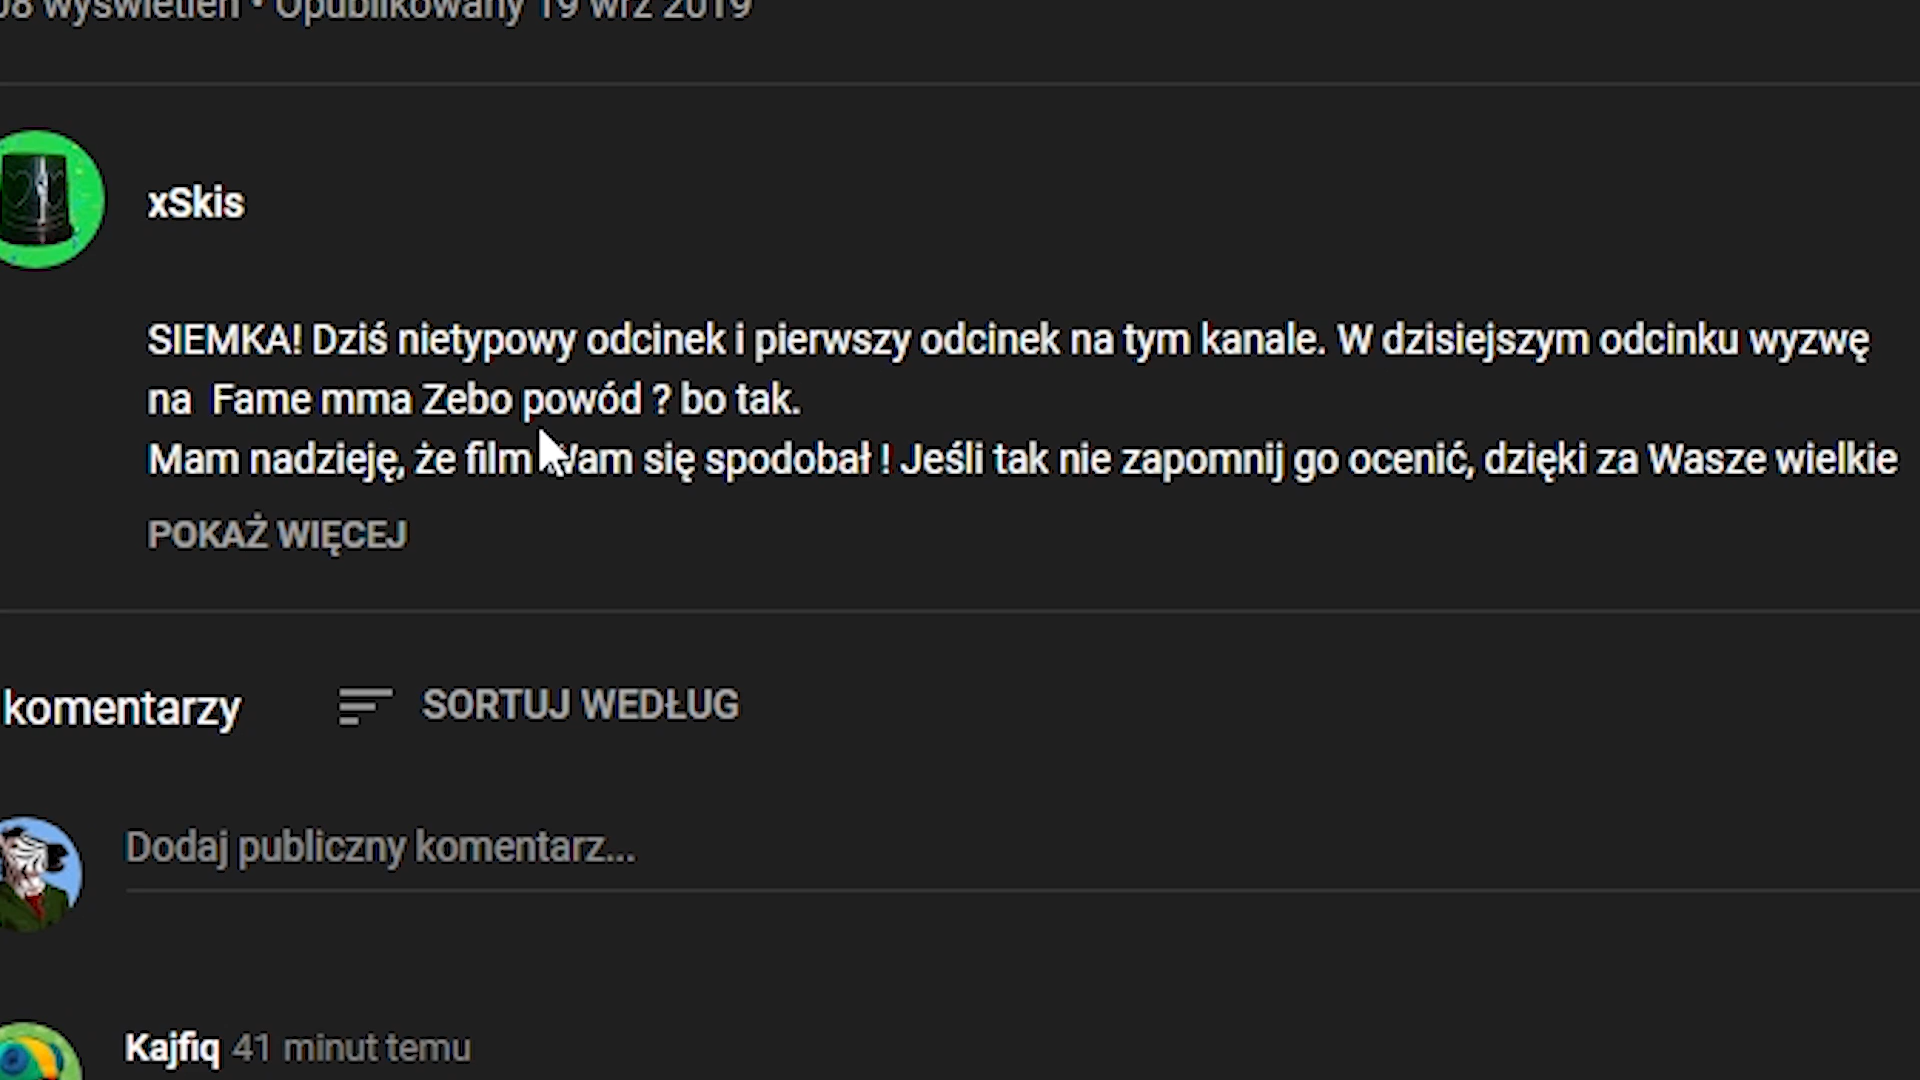 08 wyświetleń • Opublikowany 19 wrz 2019
xSkis
SIEMKA! Dziś nietypowy odcinek i pierwszy odcinek na tym kanale. W dzisiejszym odcinku wyzwę
na Fame mma Zebo powód ? bo tak.
Mam nadzieję, że film Wam się spodobał ! Jeśli tak nie zapomnij go ocenić, dzięki za Wasze wielkie
POKAŻ WIĘCEJ
komentarzy
SORTUJ WEDŁUG
Dodaj publiczny komentarz...
Kajfiq 41 minut temu